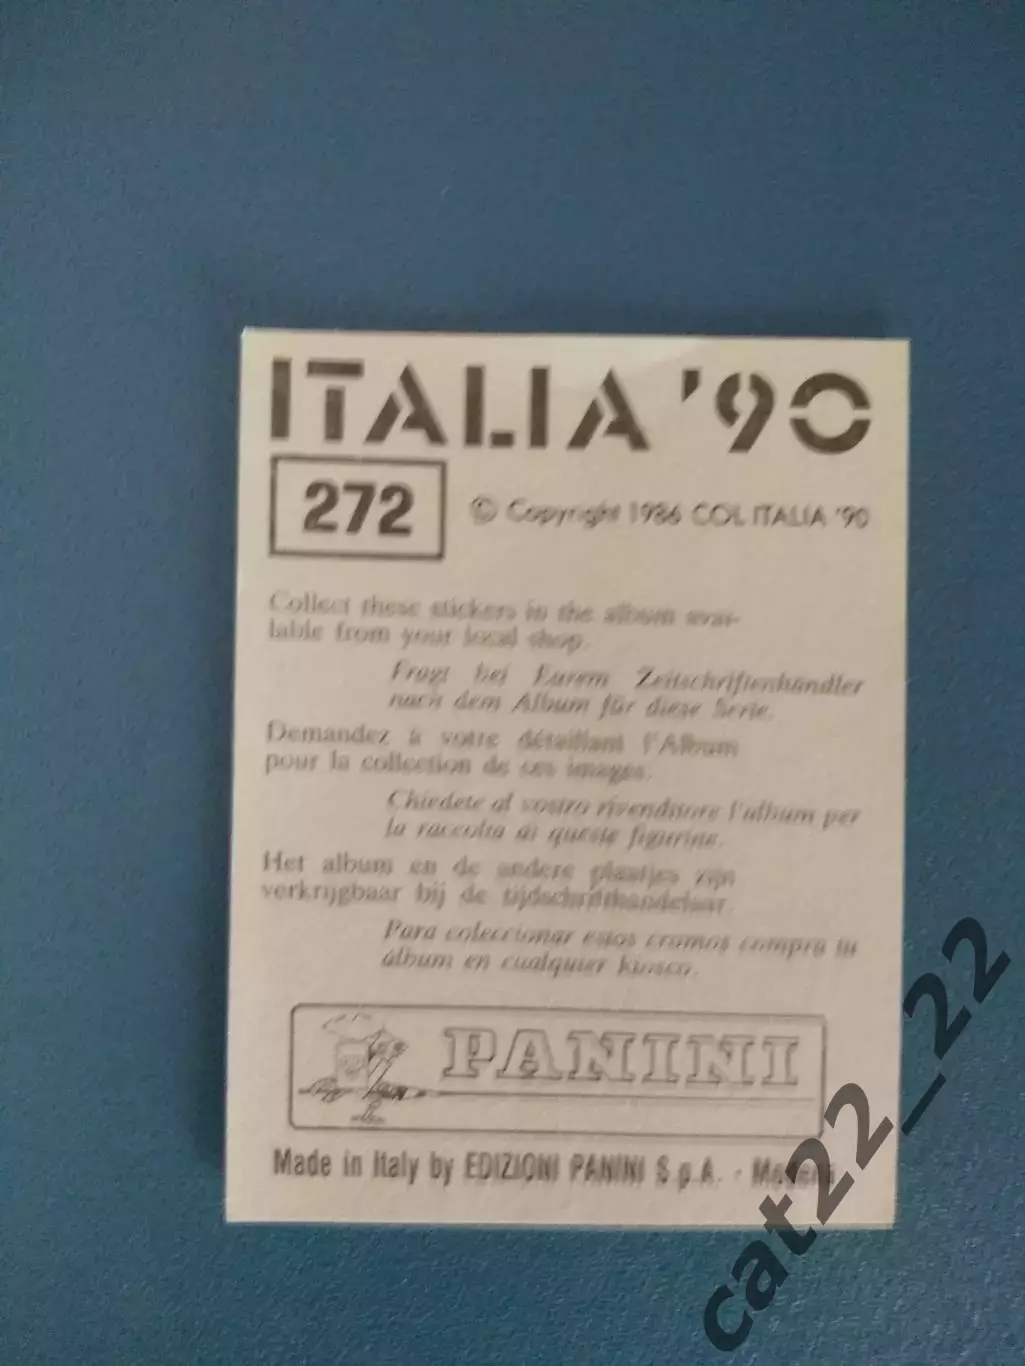 ITALIA '90
272
© Copyright 1986 COL ITALIA '90
Collect these stickers in the album avai-
lable from your local shop.
Fragt bei Eurem Zeitschriftenhändler
nach dem Album für diese Serie.
Demandez à votre détaillant l'Album
pour la collection de ces images.
Chiedete al vostro rivenditore l'album per
la raccolta di queste figurine.
Het album en de andere plaatjes zijn
verkrijgbaar bij de tijdschrifthandelaar.
Para coleccionar estos cromos compra tu
álbum en cualquier kiosco.
PANINI
Made in Italy by EDIZIONI PANINI S.p.A. - Modena
cat22_22